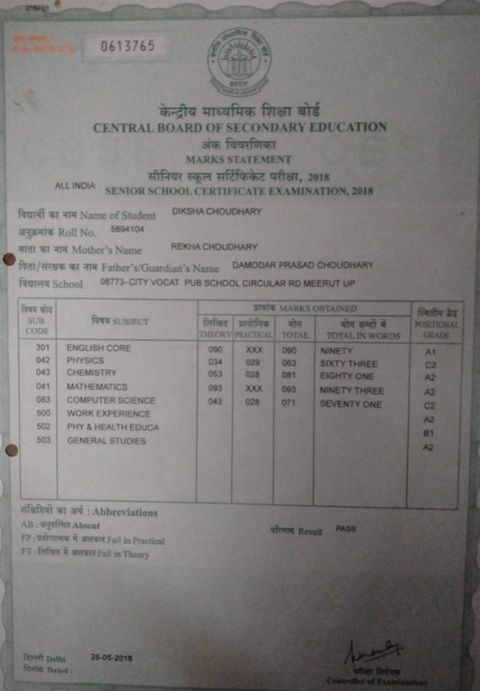 0613765
भारत
केन्द्रीय माध्यमिक शिक्षा बोर्ड
CENTRAL BOARD OF SECONDARY EDUCATION
अंक विवरणिका
MARKS STATEMENT
सीनियर स्कूल सर्टिफिकेट परीक्षा, 2018
ALL INDIA SENIOR SCHOOL CERTIFICATE EXAMINATION, 2018
विद्यार्थी का नाम Name of Student DIKSHA CHOUDHARY
अनुक्रमांक Roll No. 5894104
माता का नाम Mother's Name REKHA CHOUDHARY
पिता/संरक्षक का नाम Father's/Guardian's Name DAMODAR PRASAD CHOUDHARY
विद्यालय School 08773-CITY VOCAT PUB SCHOOL CIRCULAR RD MEERUT UP
विषय कोड SUB. CODE विषय SUBJECT प्राप्तांक MARKS OBTAINED स्थितीय ग्रेड POSITIONAL GRADE
लिखित THEORY प्रायोगिक PRACTICAL योग TOTAL योग शब्दों में TOTAL IN WORDS
301 ENGLISH CORE 090 XXX 090 NINETY A1
042 PHYSICS 034 029 063 SIXTY THREE C2
043 CHEMISTRY 053 028 081 EIGHTY ONE A2
041 MATHEMATICS 093 XXX 093 NINETY THREE A2
083 COMPUTER SCIENCE 043 028 071 SEVENTY ONE C2
500 WORK EXPERIENCE A2
502 PHY & HEALTH EDUCA B1
503 GENERAL STUDIES A2
संक्षिप्तियों का अर्थ : Abbreviations
AB : अनुपस्थित Absent परिणाम Result PASS
FP : प्रयोगात्मक में असफल Fail in Practical
FT : लिखित में असफल Fail in Theory
दिल्ली Delhi
दिनांक Dated : 26-05-2018
परीक्षा नियंत्रक
Controller of Examinations